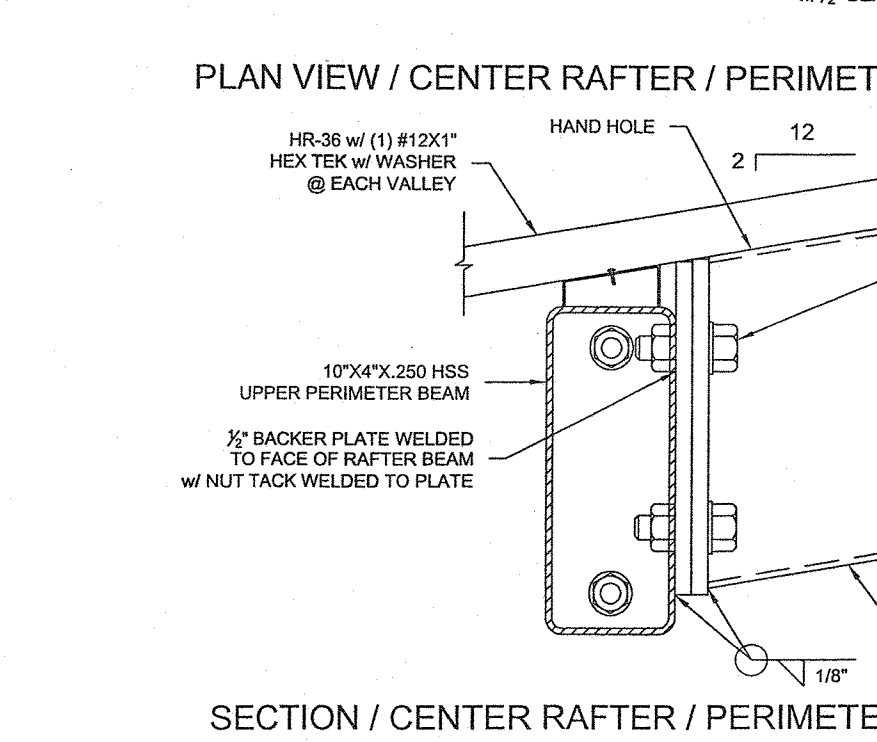 PLAN VIEW / CENTER RAFTER / PERIMET
HR-36 w/ (1) #12X1"
HEX TEK w/ WASHER
@ EACH VALLEY
HAND HOLE
12
2
10"X4"X.250 HSS
UPPER PERIMETER BEAM
½" BACKER PLATE WELDED
TO FACE OF RAFTER BEAM
w/ NUT TACK WELDED TO PLATE
1/8"
SECTION / CENTER RAFTER / PERIMETE